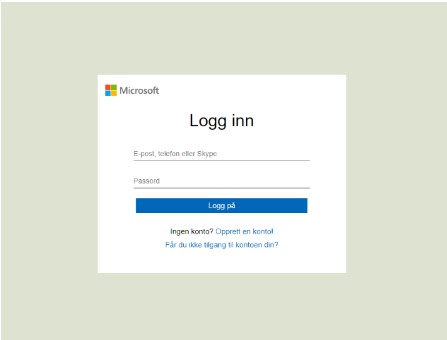 Microsoft
Logg inn
E-post, telefon eller Skype
Passord
Logg på
Ingen konto? Opprett en konto!
Får du ikke tilgang til kontoen din?